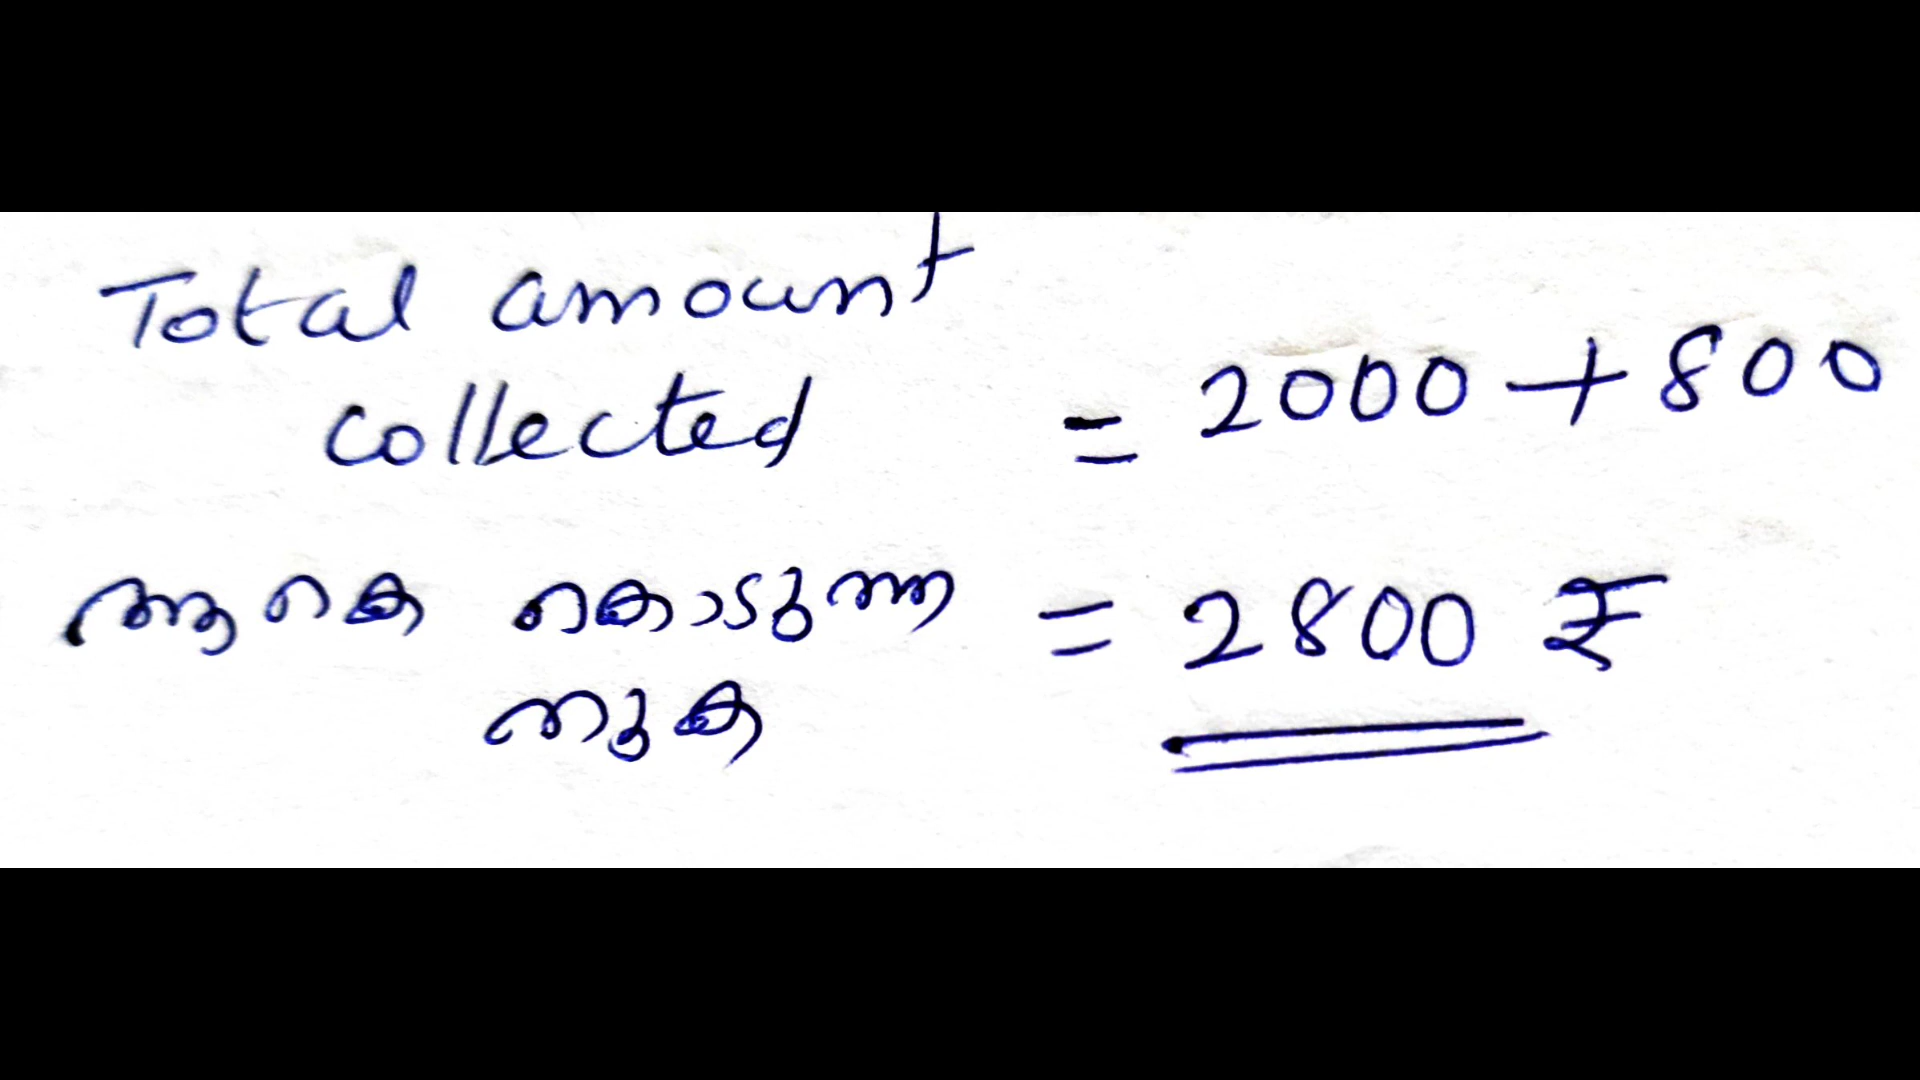 Total amount
collected = 2000 + 800
ആകെ കൊടുത്ത = 2800 ₹
തുക